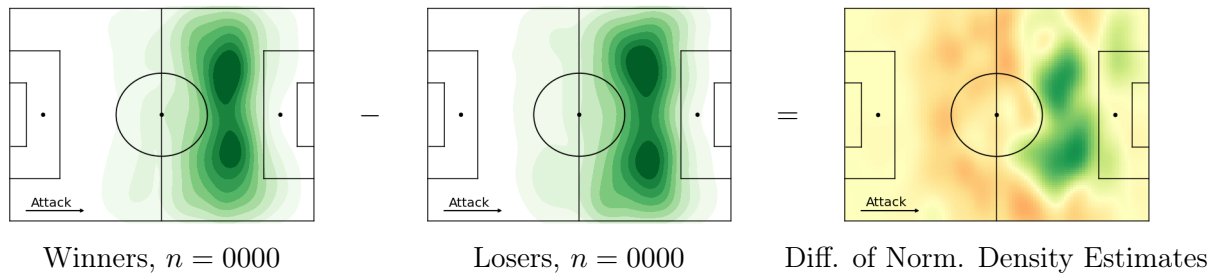 Attack
Attack
Attack
−
=
Winners, n = 0000
Losers, n = 0000
Diff. of Norm. Density Estimates